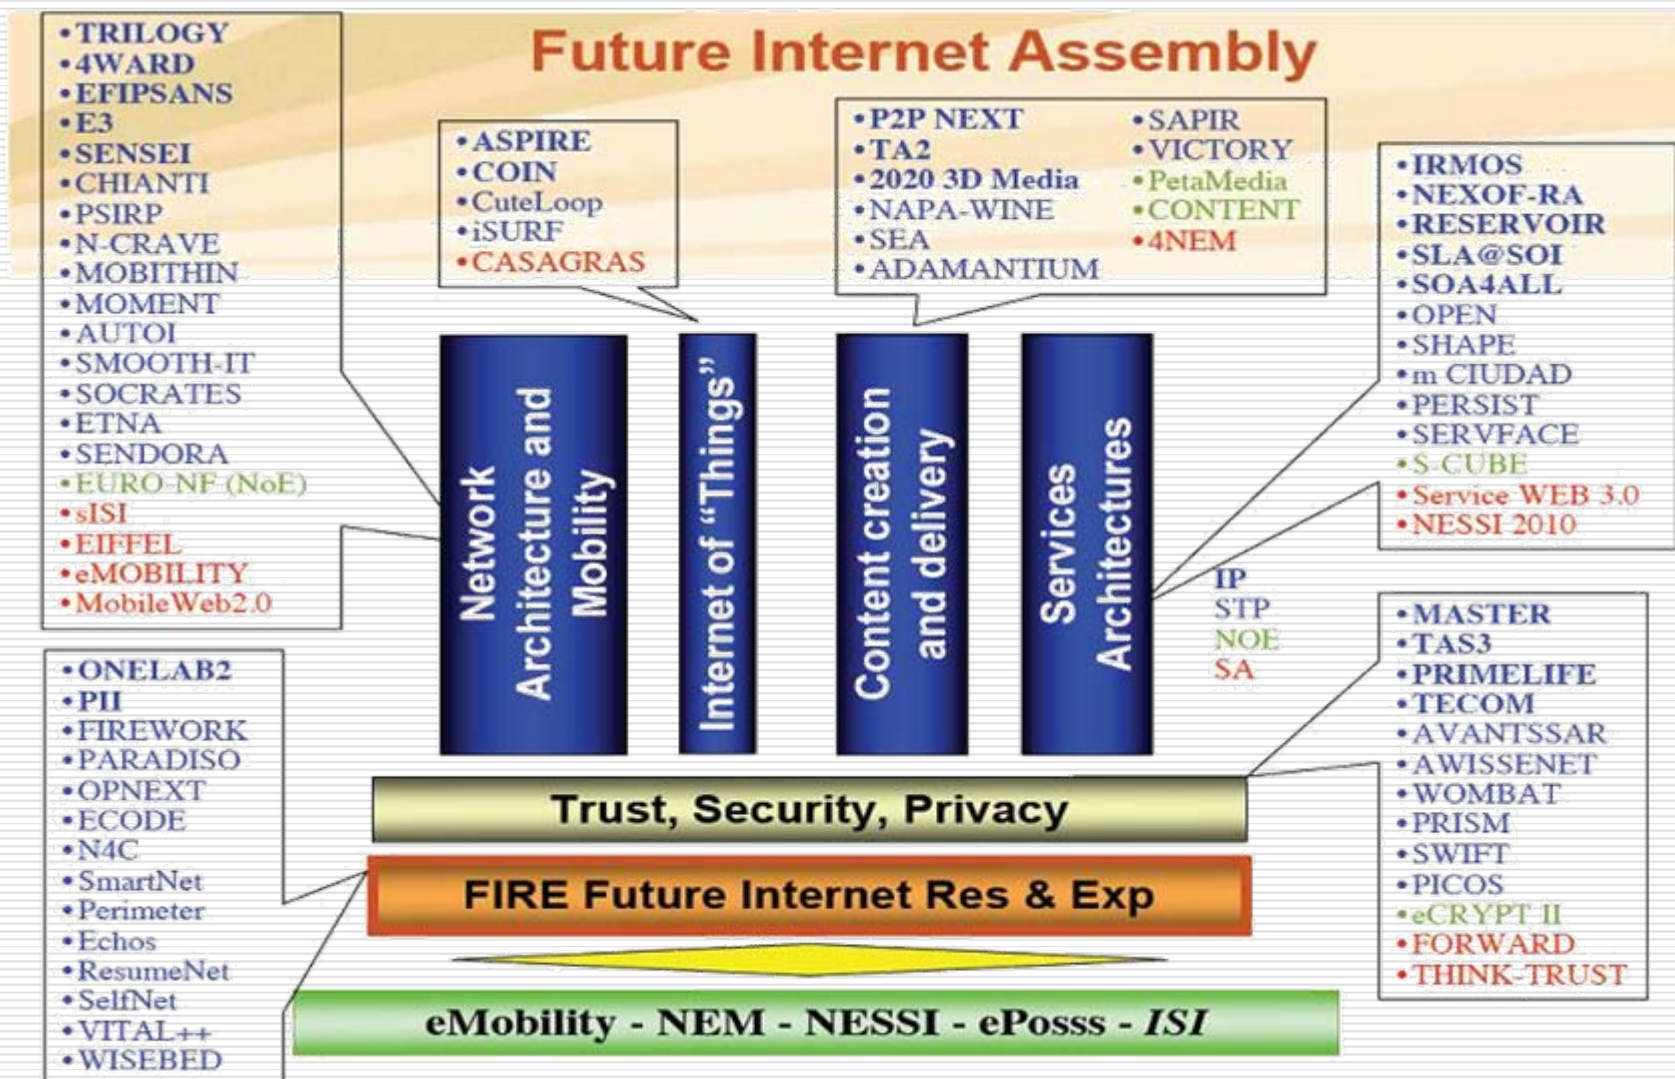 Future Internet Assembly
•TRILOGY
•4WARD
•EFIPSANS
•E3
•SENSEI
•CHIANTI
•PSIRP
•N-CRAVE
•MOBITHIN
•MOMENT
•AUTOI
•SMOOTH-IT
•SOCRATES
•ETNA
•SENDORA
•EURO-NF (NoE)
•sISI
•EIFFEL
•eMOBILITY
•MobileWeb2.0
•ASPIRE
•COIN
•CuteLoop
•iSURF
•CASAGRAS
•P2P NEXT
•TA2
•2020 3D Media
•NAPA-WINE
•SEA
•ADAMANTIUM
•SAPIR
•VICTORY
•PetaMedia
•CONTENT
•4NEM
•IRMOS
•NEXOF-RA
•RESERVOIR
•SLA@SOI
•SOA4ALL
•OPEN
•SHAPE
•m CIUDAD
•PERSIST
•SERVFACE
•S-CUBE
•Service WEB 3.0
•NESSI 2010
Network
Architecture and
Mobility
Internet of “Things”
Content creation
and delivery
Services
Architectures
IP
STP
NOE
SA
•MASTER
•TAS3
•PRIMELIFE
•TECOM
•AVANTSSAR
•AWISSENET
•WOMBAT
•PRISM
•SWIFT
•PICOS
•eCRYPT II
•FORWARD
•THINK-TRUST
•ONELAB2
•PII
•FIREWORK
•PARADISO
•OPNEXT
•ECODE
•N4C
•SmartNet
•Perimeter
•Echos
•ResumeNet
•SelfNet
•VITAL++
•WISEBED
Trust, Security, Privacy
FIRE Future Internet Res & Exp
eMobility - NEM - NESSI - ePosss - ISI